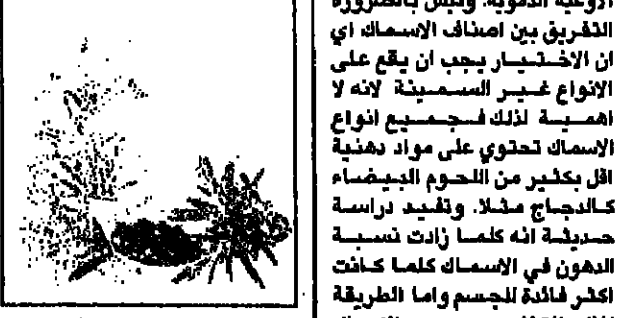 الاوعية الدموية. وليس بالضرورة
التفريق بين اصناف الاسماك اي
ان الاختيار يجب ان يقع على
الانواع غير السمينة لانه لا
اهمية لذلك فجميع انواع
الاسماك تحتوي على مواد دهنية
اقل بكثير من اللحوم البيضاء
كالدجاج مثلا. وتفيد دراسة
حديثة انه كلما زادت نسبة
الدهون في الاسماك كلما كانت
اكثر فائدة للجسم واما الطريقة